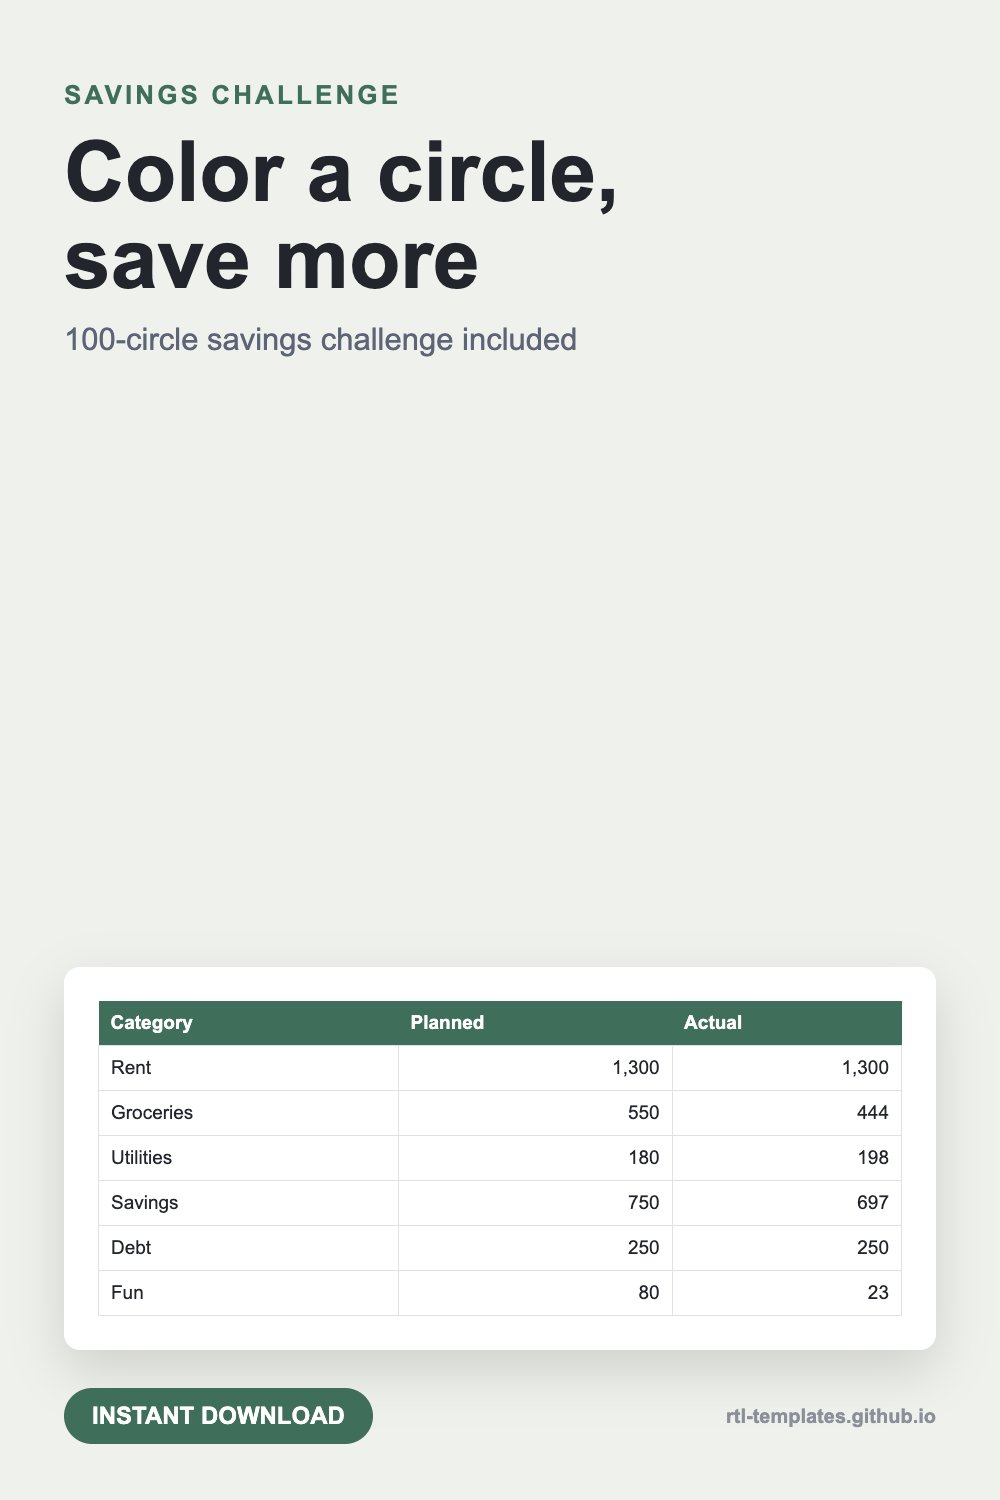 SAVINGS CHALLENGE
Color a circle,
save more
100-circle savings challenge included
Category Planned Actual
Rent 1,300 1,300
Groceries 550 444
Utilities 180 198
Savings 750 697
Debt 250 250
Fun 80 23
INSTANT DOWNLOAD
rtl-templates.github.io